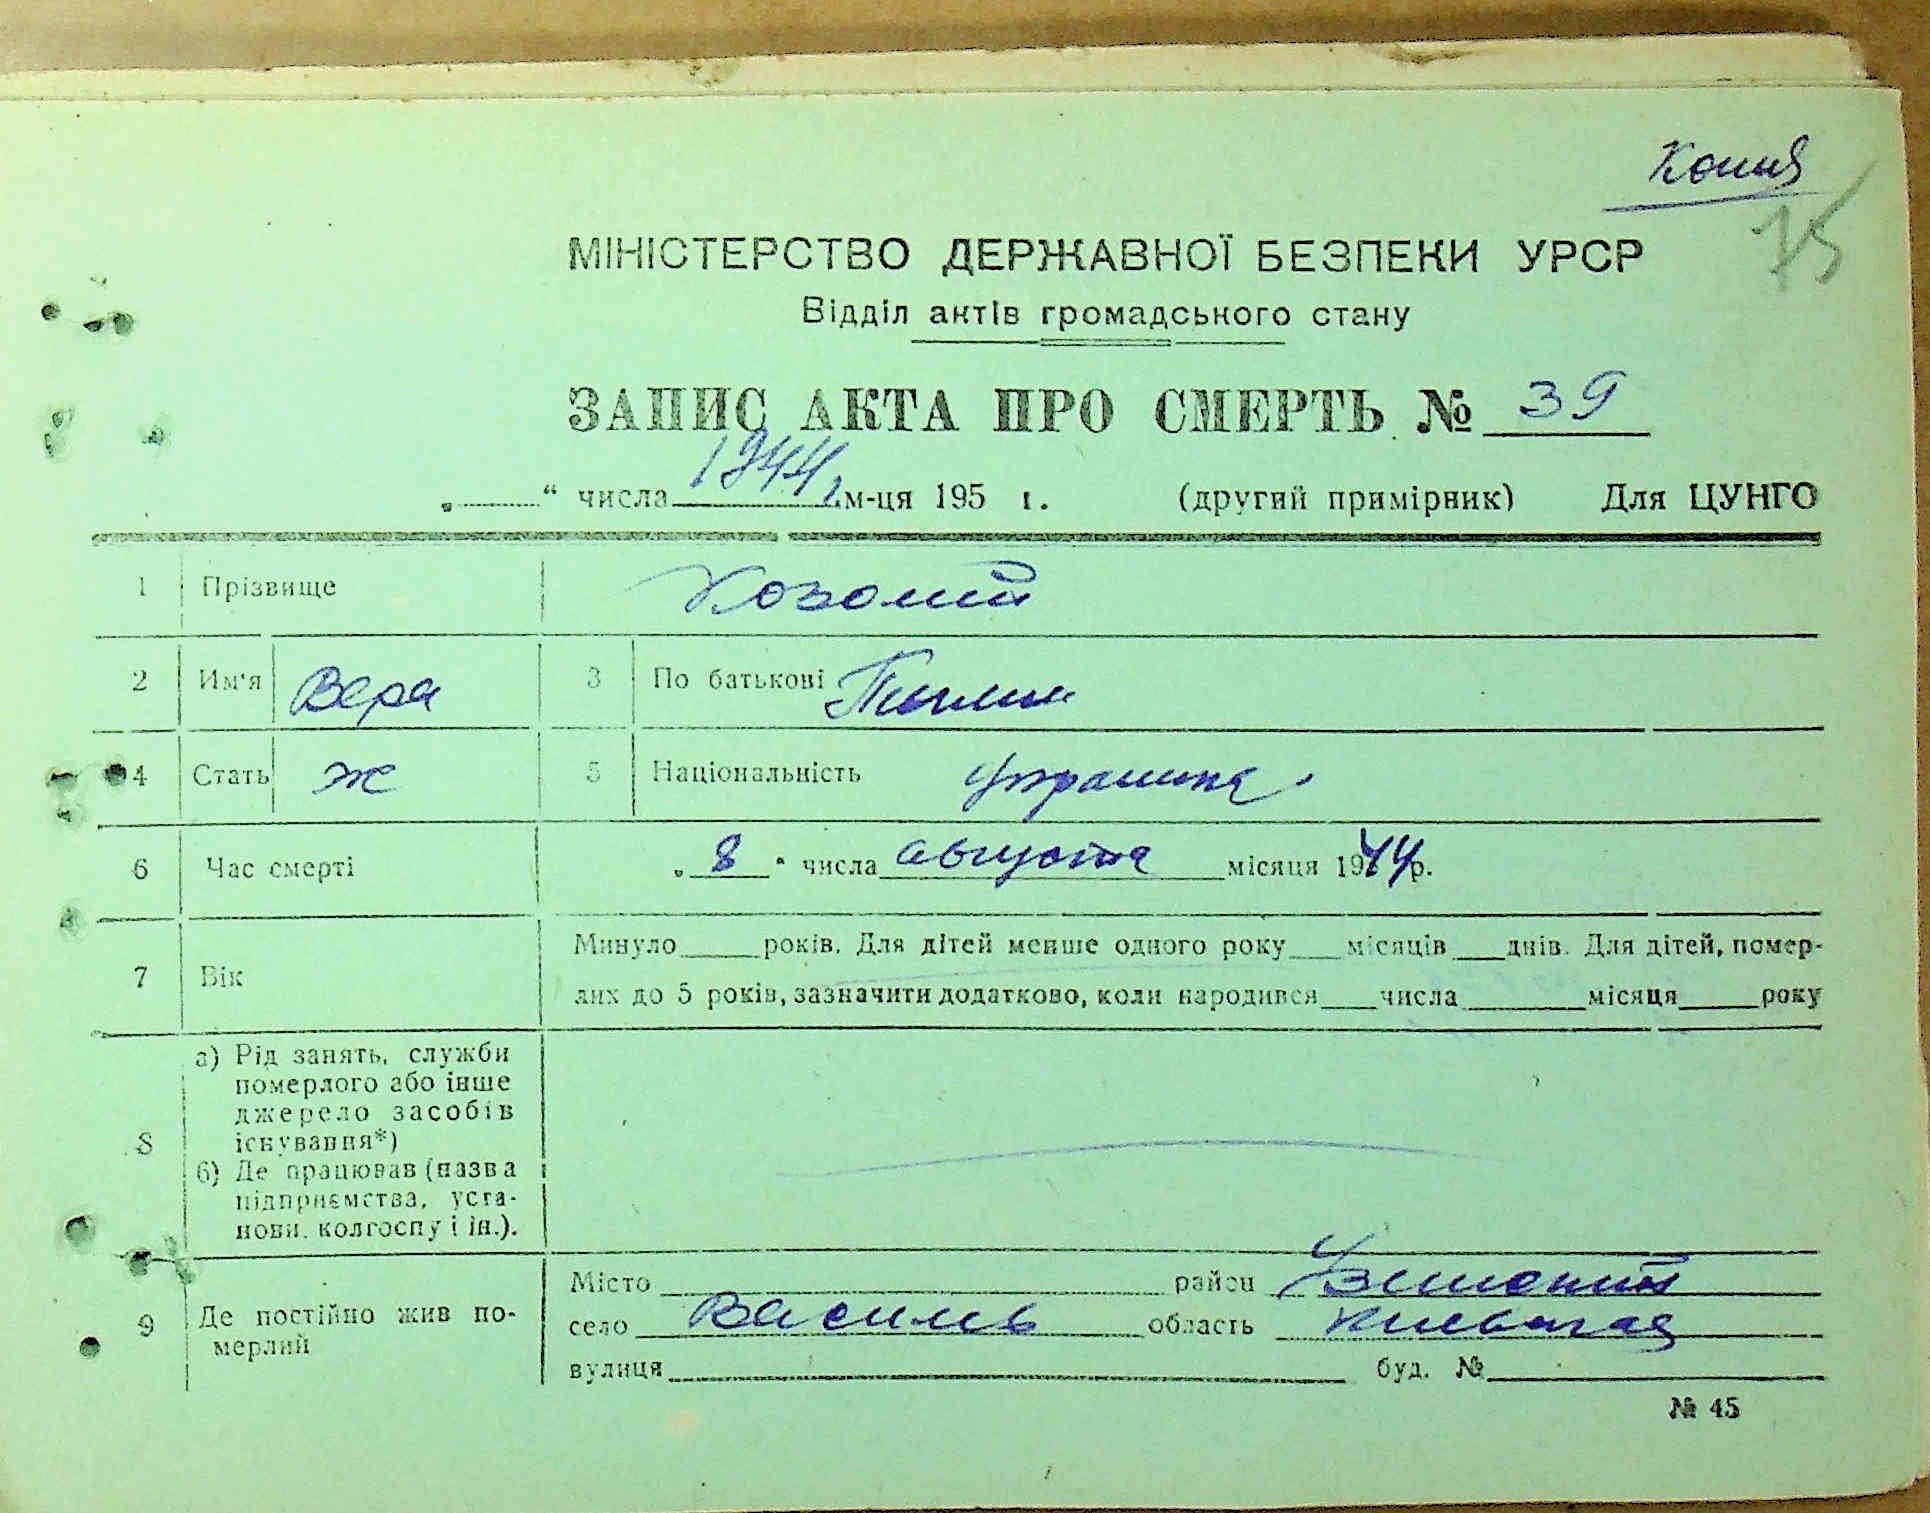 Копия
75
МІНІСТЕРСТВО ДЕРЖАВНОЇ БЕЗПЕКИ УРСР
Відділ актів громадського стану
ЗАПИС АКТА ПРО СМЕРТЬ № 39
„ “ числа 1944 м-ця 195 г. (другий примірник) Для ЦУНГО
1 Прізвище
2 Им'я Вера 3 По батькові
4 Стать ж 5 Національність
6 Час смерті „ 8 “ числа августа місяця 1944р.
7 Вік Минуло років. Для дітей менше одного року місяців днів. Для дітей, помер-
лих до 5 років, зазначити додатково, коли народився числа місяця року
8 а) Рід занять, служби
померлого або інше
джерело засобів
існування*)
б) Де працював (назва
підприємства, уста-
нови, колгоспу і ін.).
9 Де постійно жив по-
мерлий
Місто район
село область
вулиця буд. №
№ 45